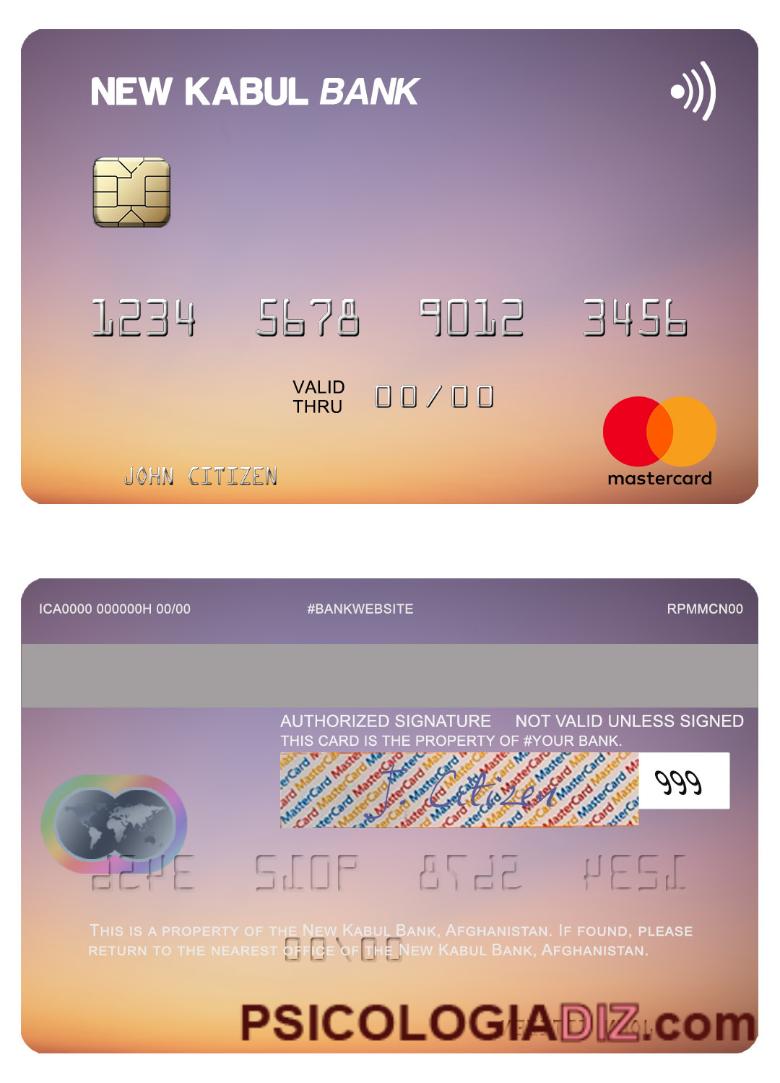 NEW KABUL BANK
1234 5678 9012 3456
VALID
THRU 00/00
JOHN CITIZEN
mastercard
ICA0000 000000H 00/00 #BANKWEBSITE RPMMCN00
AUTHORIZED SIGNATURE NOT VALID UNLESS SIGNED
THIS CARD IS THE PROPERTY OF #YOUR BANK.
J. Citizen
999
THIS IS A PROPERTY OF THE NEW KABUL BANK, AFGHANISTAN. IF FOUND, PLEASE
RETURN TO THE NEAREST OFFICE OF THE NEW KABUL BANK, AFGHANISTAN.
PSICOLOGIADIZ.com